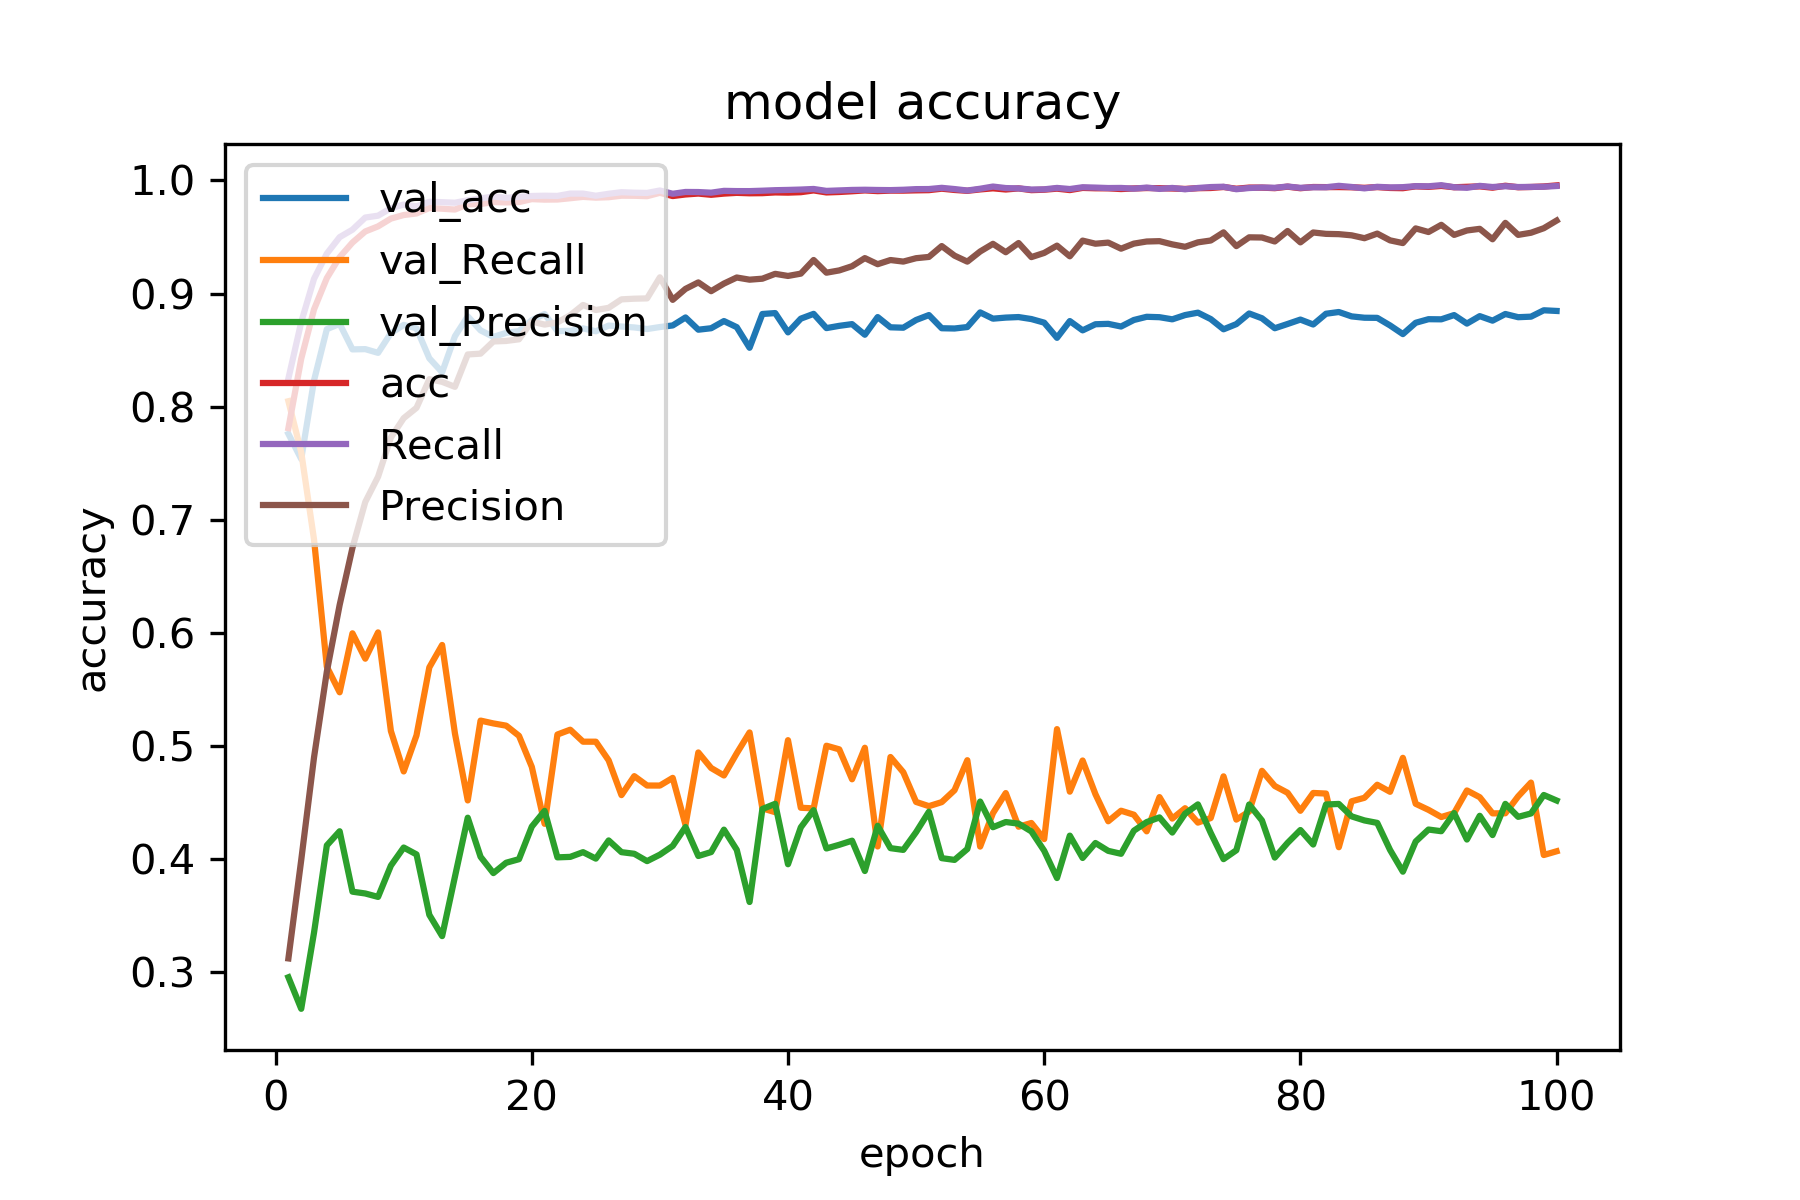 model accuracy
accuracy
1.0
0.9
0.8
0.7
0.6
0.5
0.4
0.3
val_acc
val_Recall
val_Precision
acc
Recall
Precision
0 20 40 60 80 100
epoch